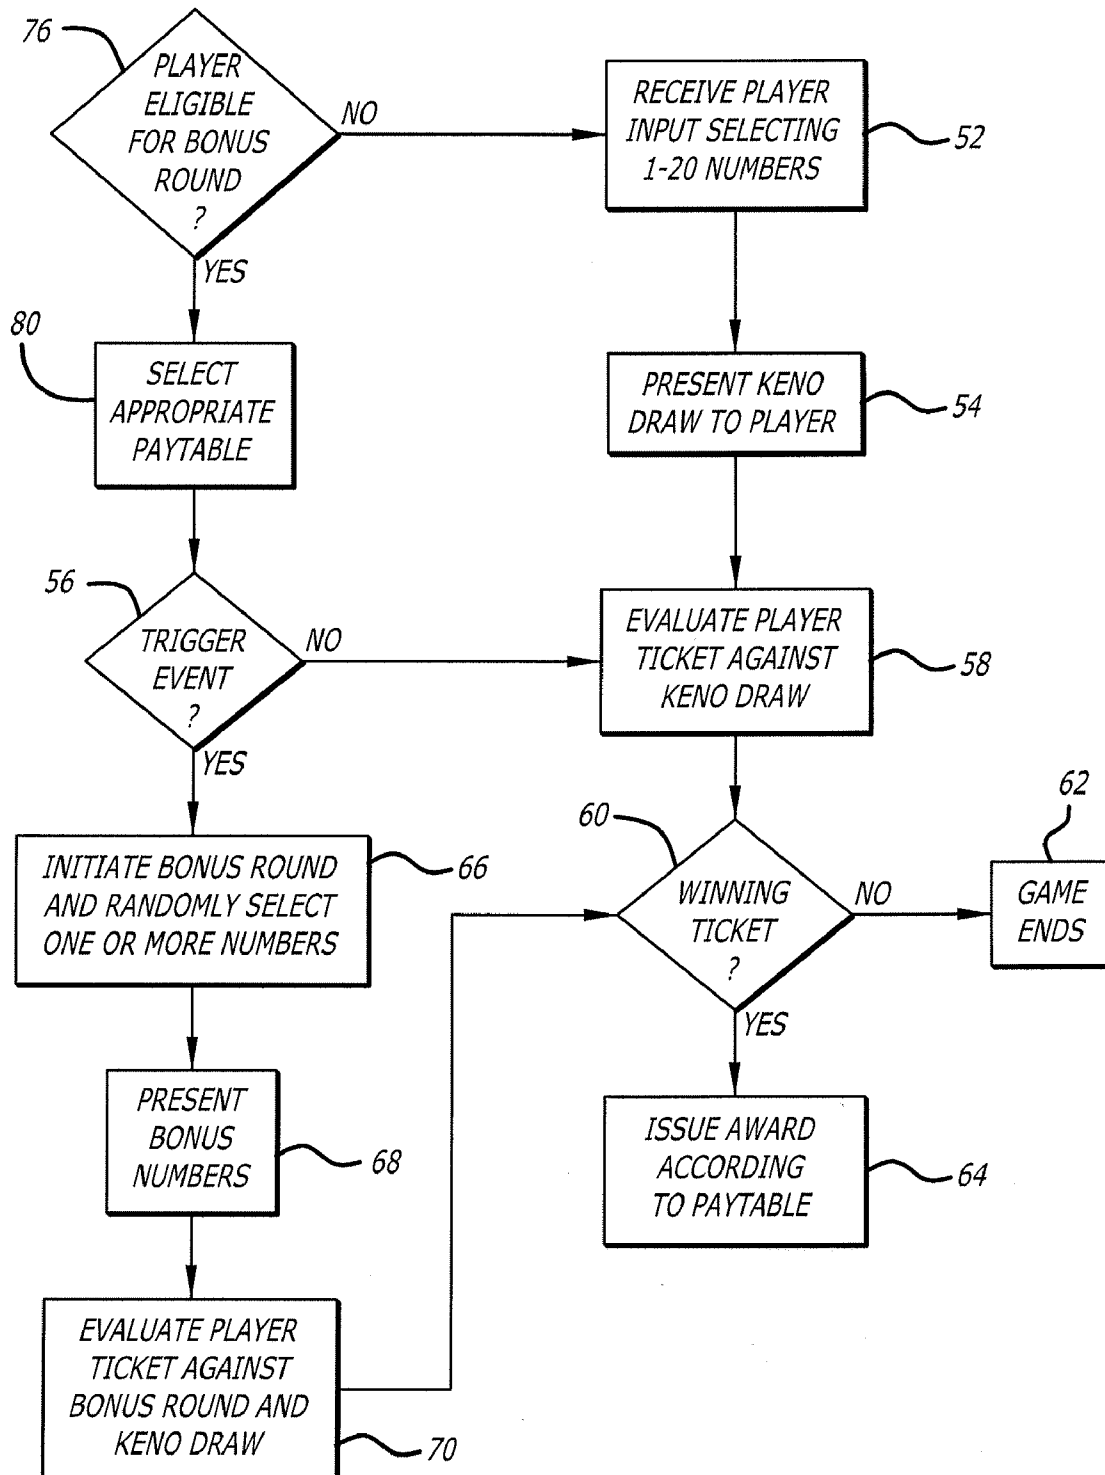 76
PLAYER
ELIGIBLE
FOR BONUS
ROUND
?
NO
YES
RECEIVE PLAYER
INPUT SELECTING
1-20 NUMBERS
52
80
SELECT
APPROPRIATE
PAYTABLE
PRESENT KENO
DRAW TO PLAYER
54
56
TRIGGER
EVENT
?
NO
YES
EVALUATE PLAYER
TICKET AGAINST
KENO DRAW
58
60
WINNING
TICKET
?
NO
YES
62
GAME
ENDS
INITIATE BONUS ROUND
AND RANDOMLY SELECT
ONE OR MORE NUMBERS
66
PRESENT
BONUS
NUMBERS
68
ISSUE AWARD
ACCORDING
TO PAYTABLE
64
EVALUATE PLAYER
TICKET AGAINST
BONUS ROUND AND
KENO DRAW
70